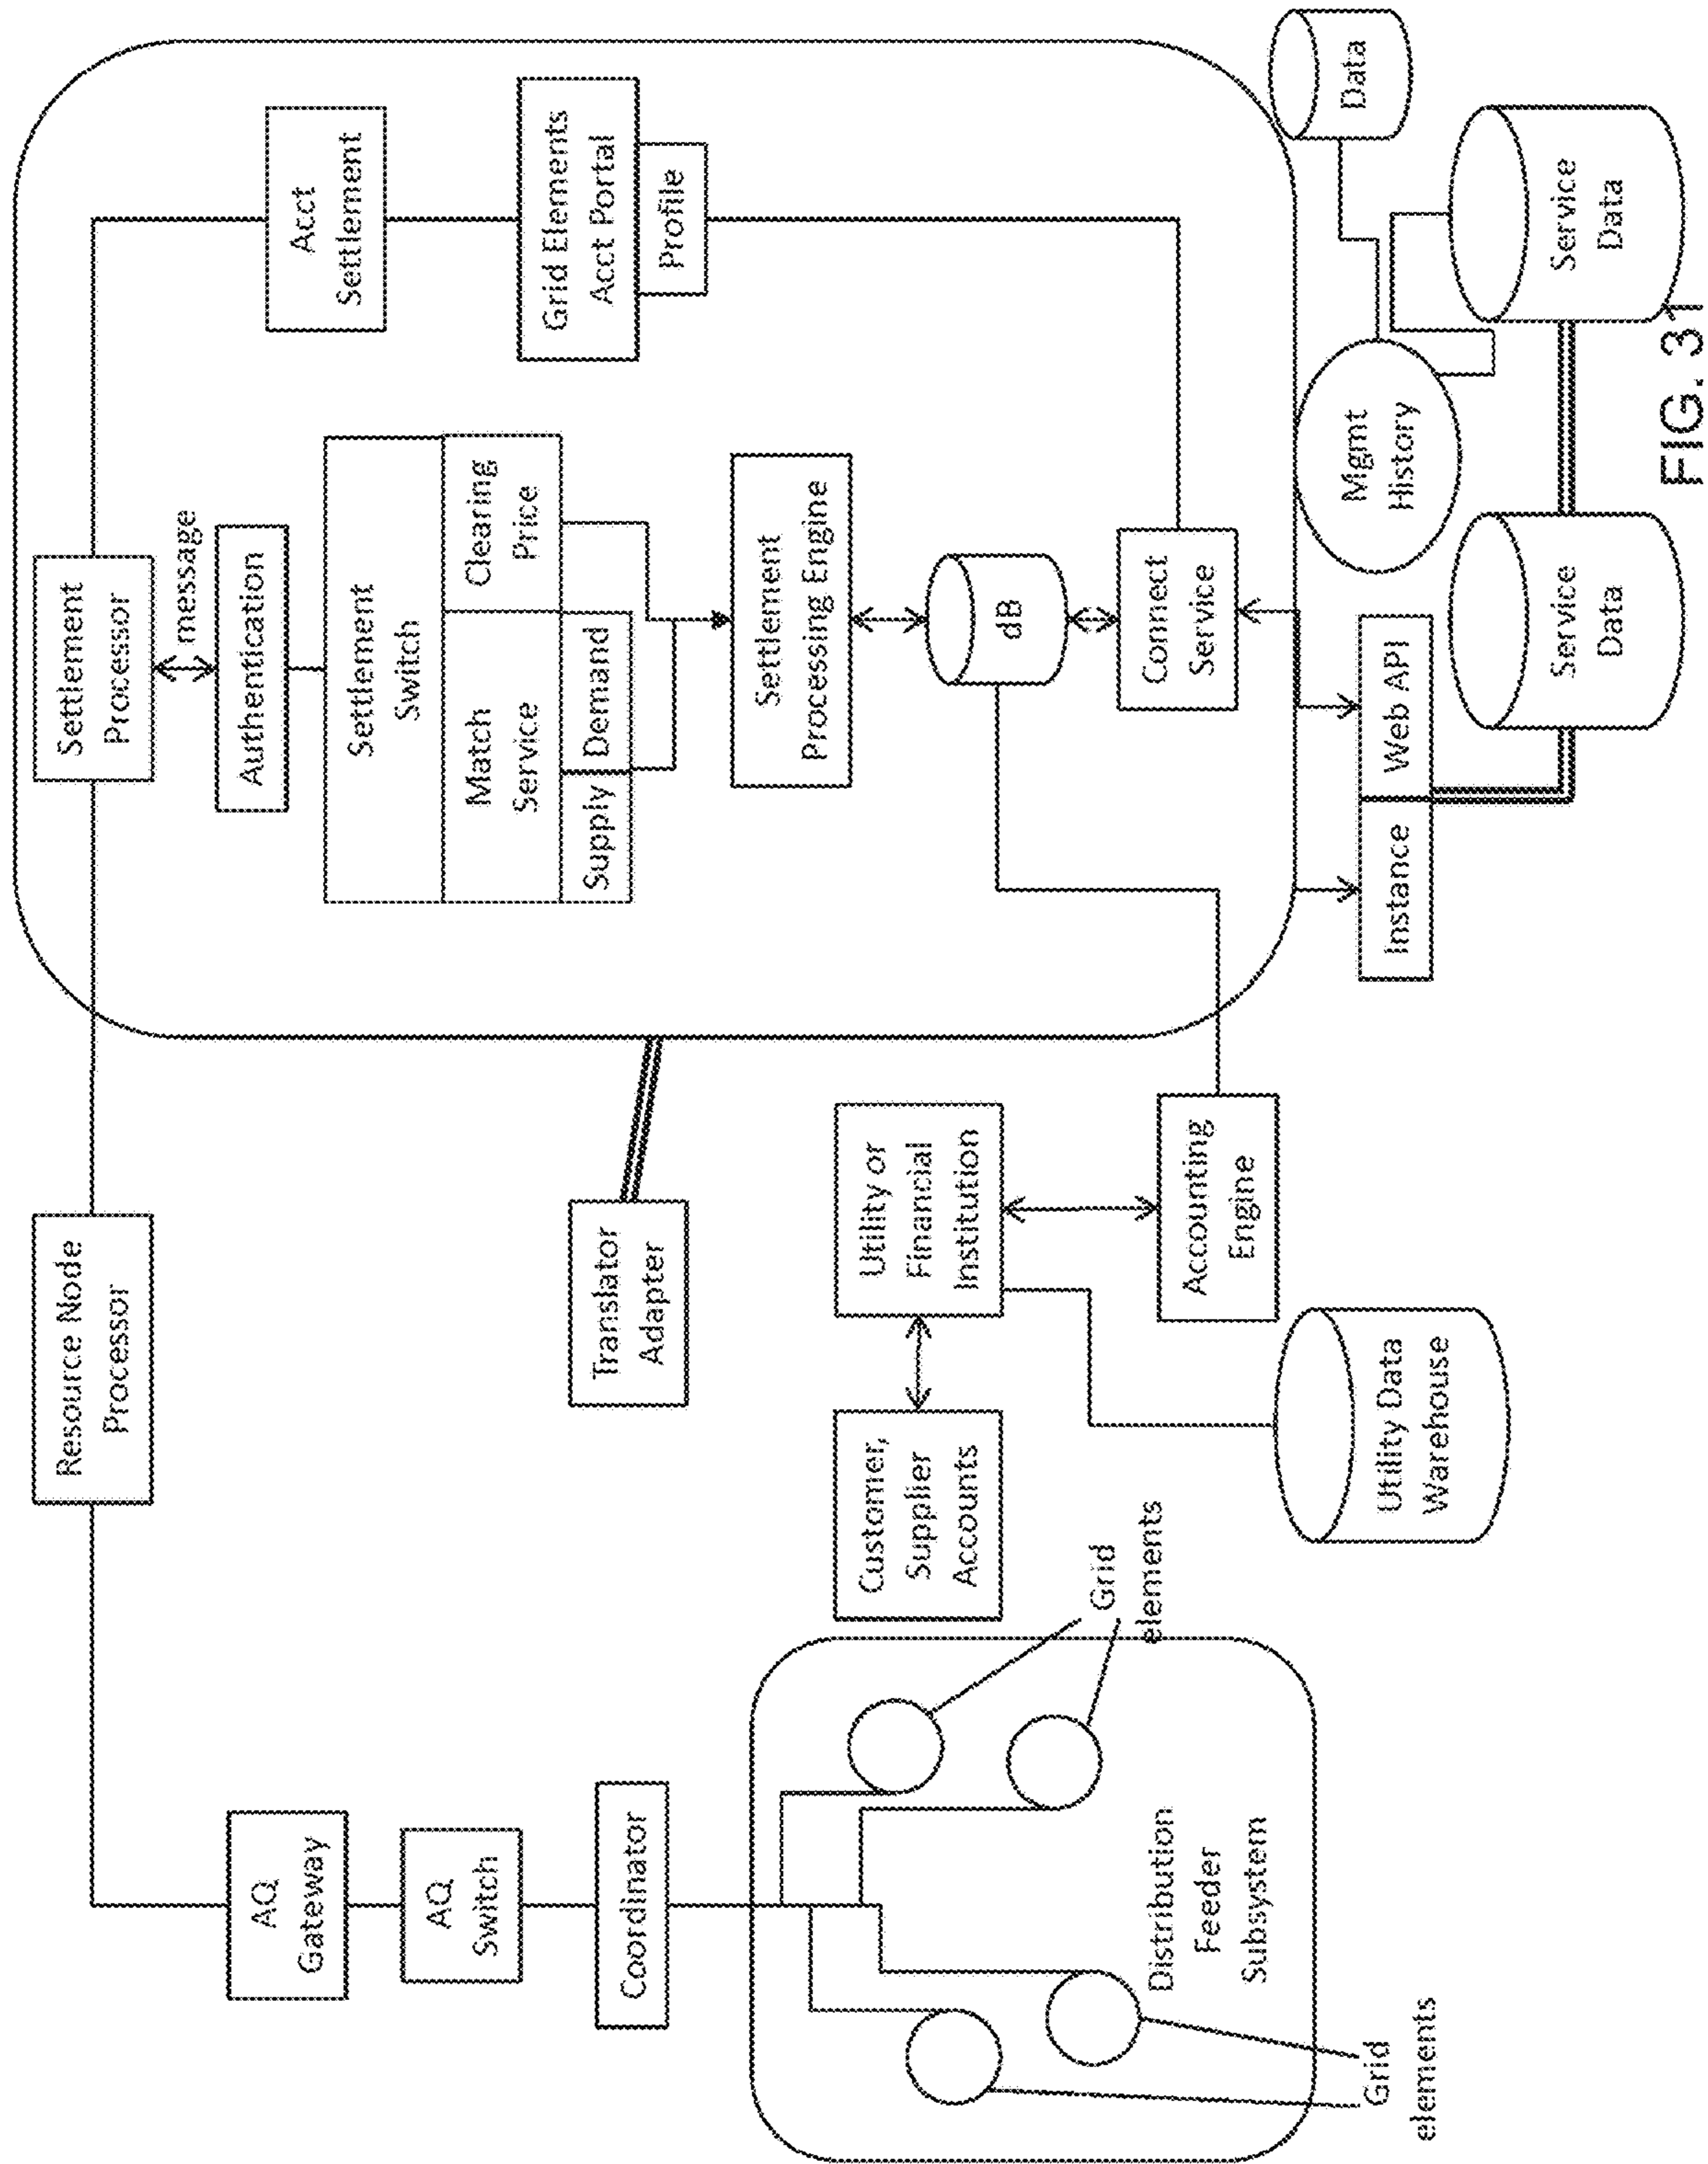 Resource Node
Processor
Settlement
Processor
message
Authentication
Acct
Settlement
AQ
Gateway
AQ
Switch
Coordinator
Settlement
Switch
Match
Service
Clearing
Price
Supply
Demand
Grid Elements
Acct Portal
Profile
Translator
Adapter
Settlement
Processing Engine
Customer,
Supplier
Accounts
Utility or
Financial
Institution
dB
Grid
elements
Distribution
Feeder
Subsystem
Accounting
Engine
Connect
Service
Grid
elements
Utility Data
Warehouse
Instance
Web API
Mgmt
History
Data
Service
Data
Service
Data
FIG. 31